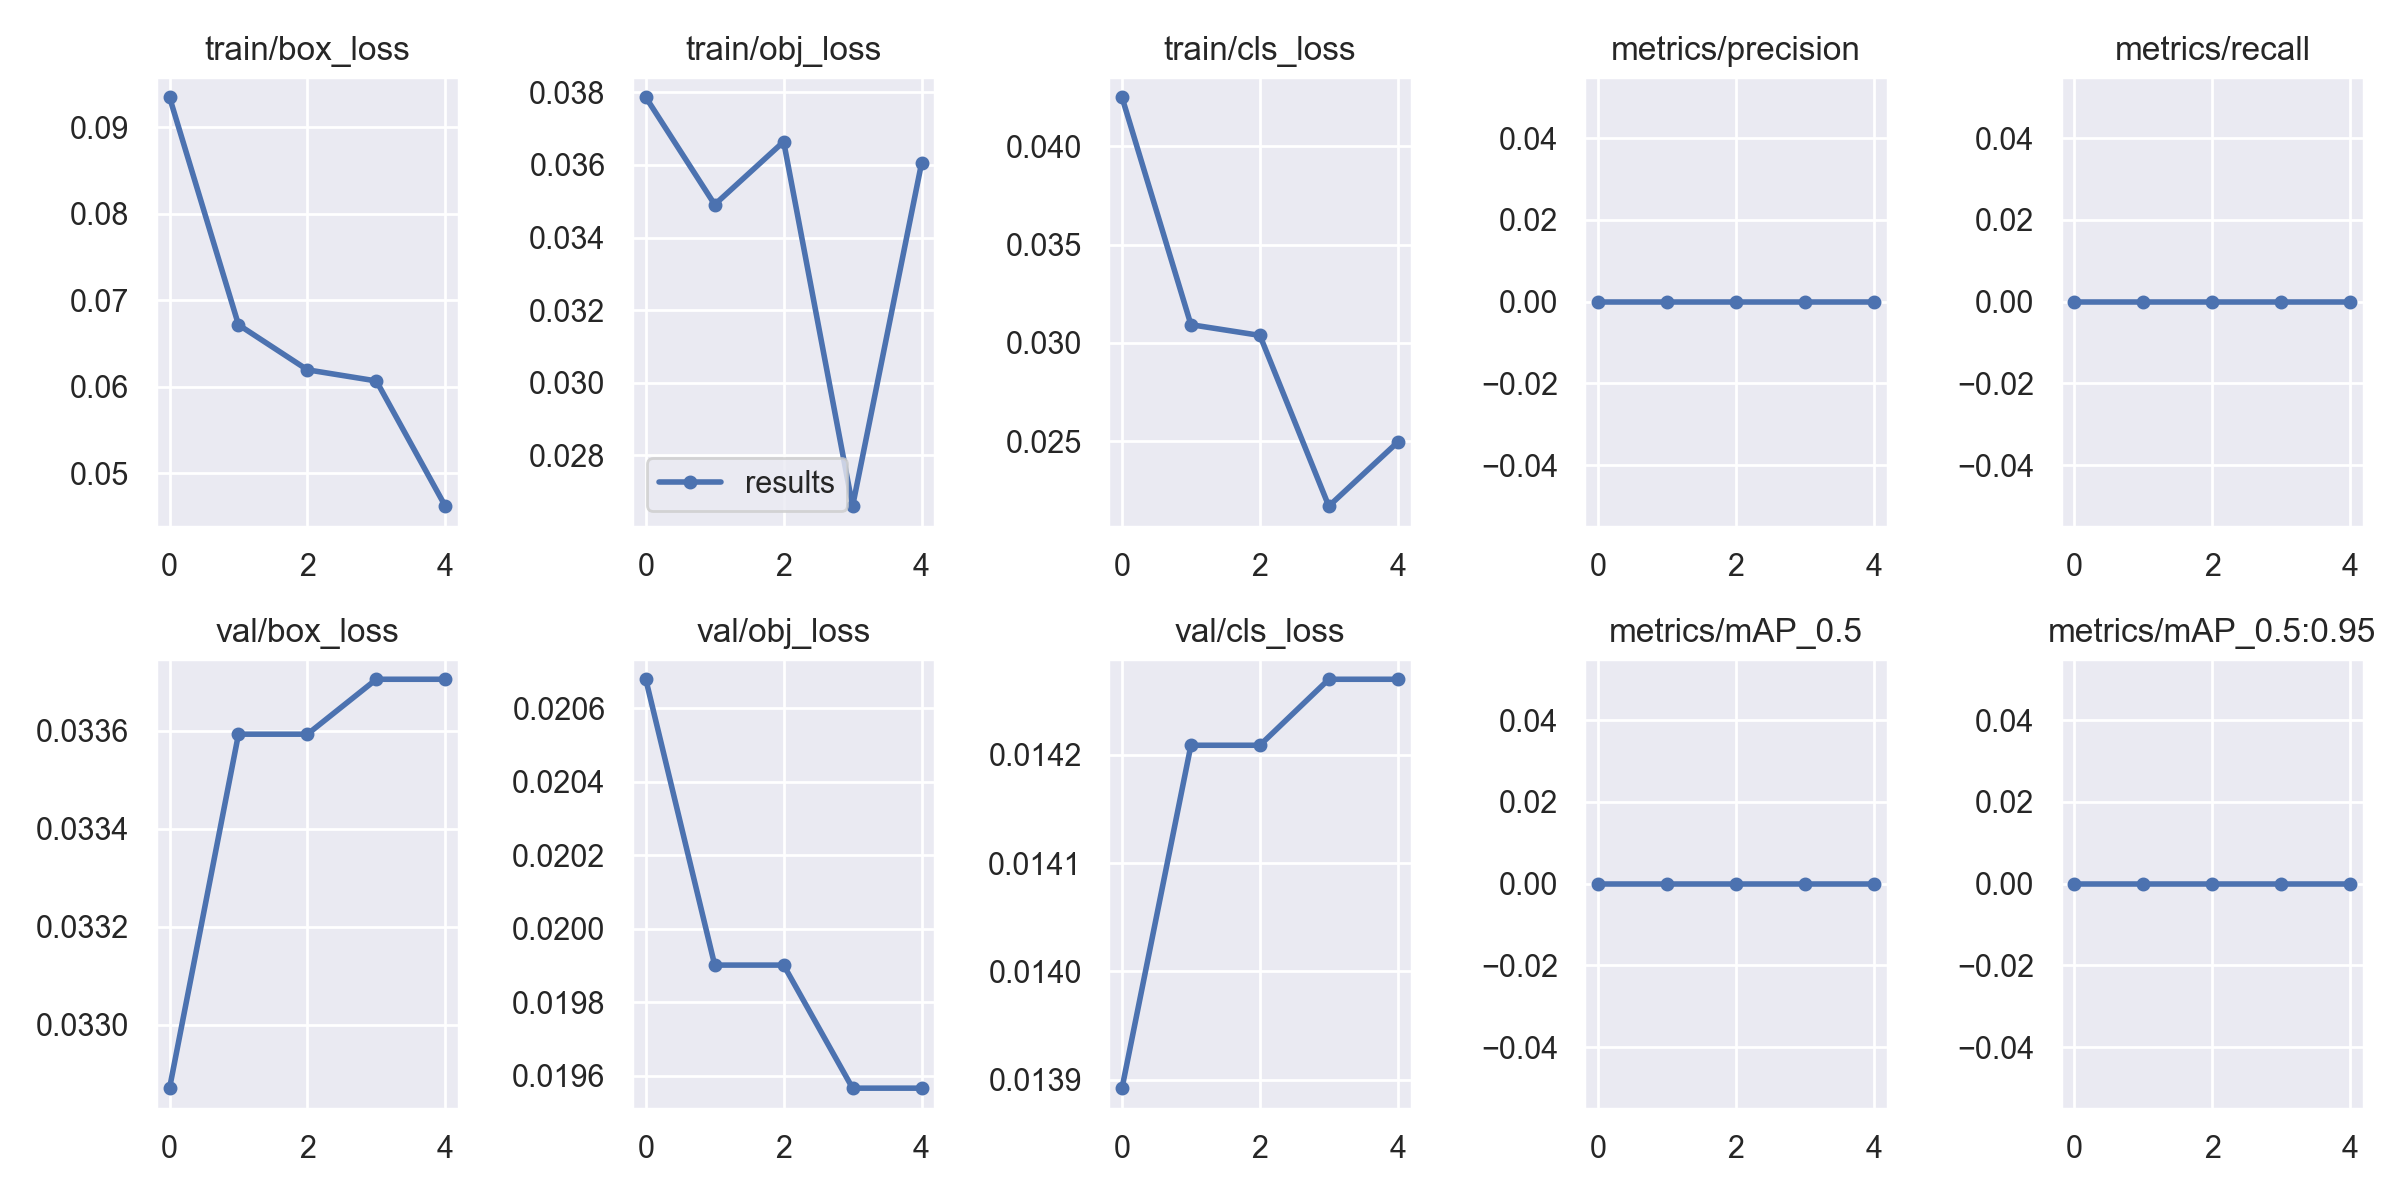 train/box_loss
0.09
0.08
0.07
0.06
0.05
0 2 4
train/obj_loss
0.038
0.036
0.034
0.032
0.030
0.028
results
0 2 4
train/cls_loss
0.040
0.035
0.030
0.025
0 2 4
metrics/precision
0.04
0.02
0.00
−0.02
−0.04
0 2 4
metrics/recall
0.04
0.02
0.00
−0.02
−0.04
0 2 4
val/box_loss
0.0336
0.0334
0.0332
0.0330
0 2 4
val/obj_loss
0.0206
0.0204
0.0202
0.0200
0.0198
0.0196
0 2 4
val/cls_loss
0.0142
0.0141
0.0140
0.0139
0 2 4
metrics/mAP_0.5
0.04
0.02
0.00
−0.02
−0.04
0 2 4
metrics/mAP_0.5:0.95
0.04
0.02
0.00
−0.02
−0.04
0 2 4